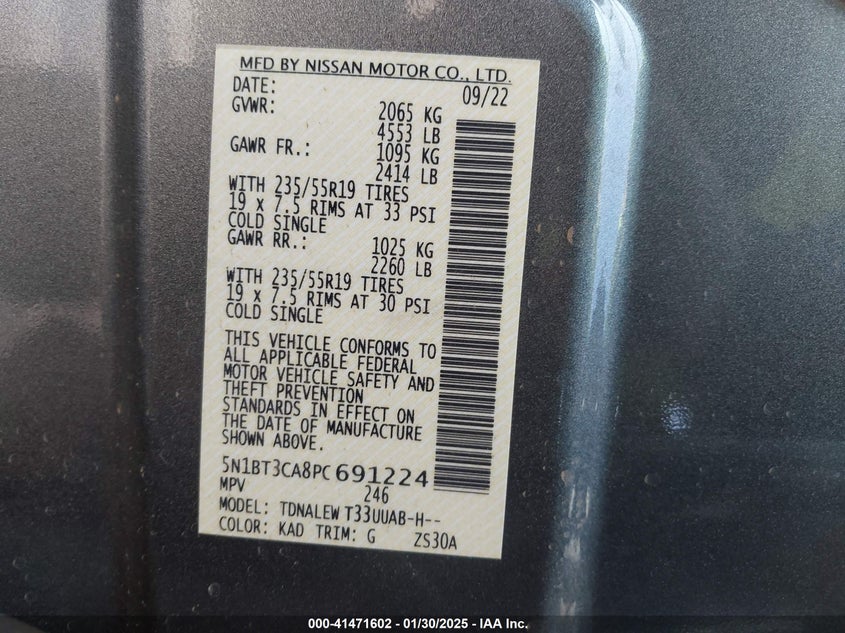 MFD BY NISSAN MOTOR CO., LTD.
DATE: 09/22
GVWR: 2065 KG
4553 LB
GAWR FR.: 1095 KG
2414 LB
WITH 235/55R19 TIRES
19 x 7.5 RIMS AT 33 PSI
COLD SINGLE
GAWR RR.: 1025 KG
2260 LB
WITH 235/55R19 TIRES
19 x 7.5 RIMS AT 30 PSI
COLD SINGLE
THIS VEHICLE CONFORMS TO
ALL APPLICABLE FEDERAL
MOTOR VEHICLE SAFETY AND
THEFT PREVENTION
STANDARDS IN EFFECT ON
THE DATE OF MANUFACTURE
SHOWN ABOVE.
5N1BT3CA8PC691224
MPV 246
MODEL: TDNALEW T33UUAB-H--
COLOR: KAD TRIM: G ZS30A
000-41471602 - 01/30/2025 - IAA Inc.